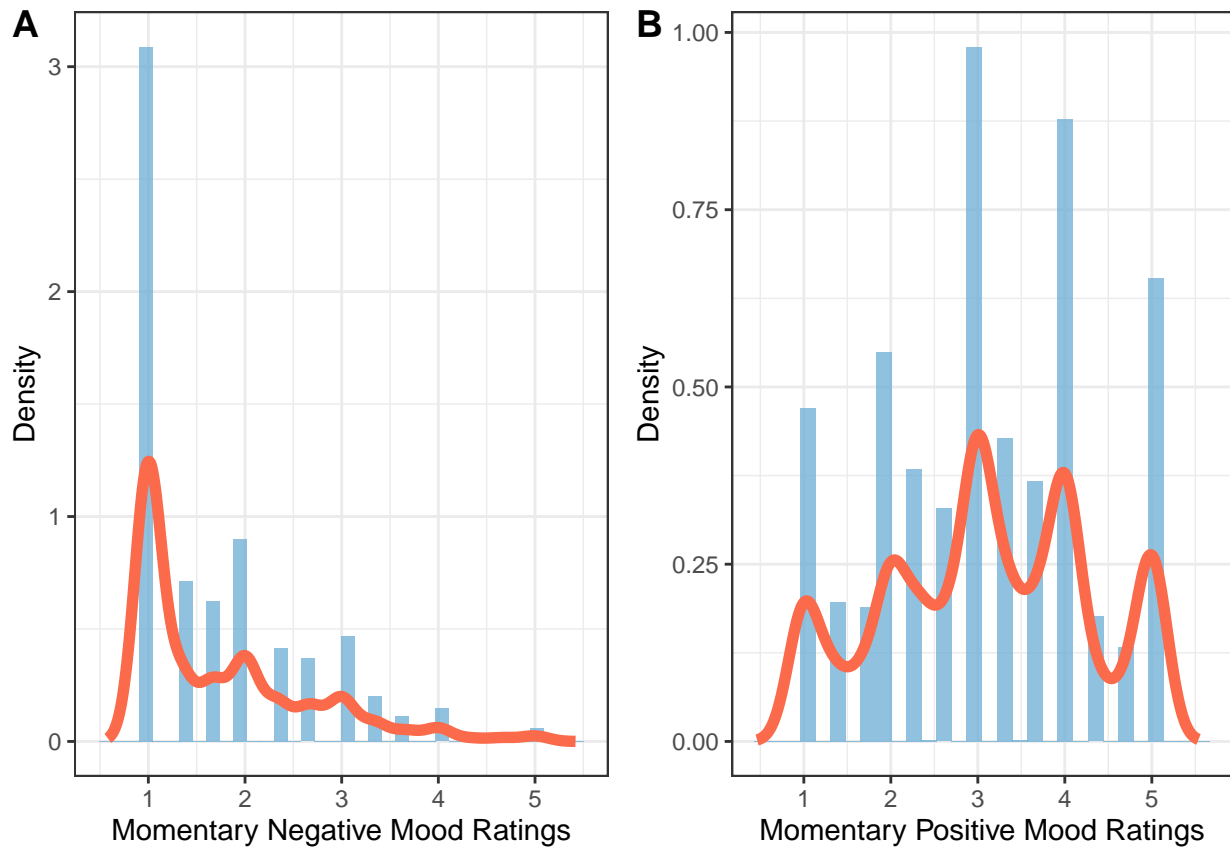 A
Density
3
2
1
0
1 2 3 4 5
Momentary Negative Mood Ratings
B
Density
1.00
0.75
0.50
0.25
0.00
1 2 3 4 5
Momentary Positive Mood Ratings